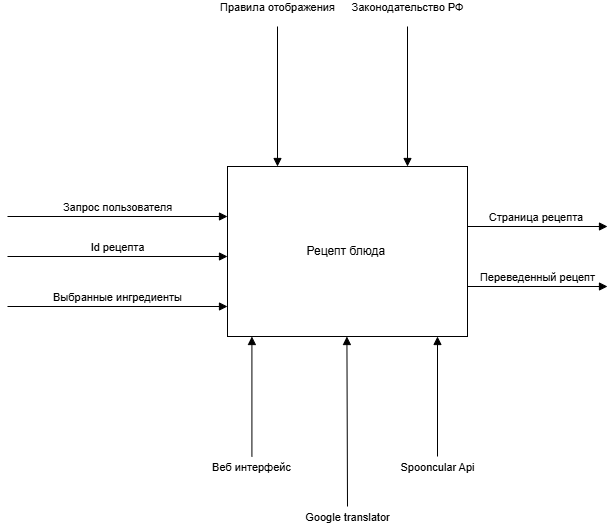 Правила отображения
Законодательство РФ
Запрос пользователя
Id рецепта
Выбранные ингредиенты
Рецепт блюда
Страница рецепта
Переведенный рецепт
Веб интерфейс
Spooncular Api
Google translator